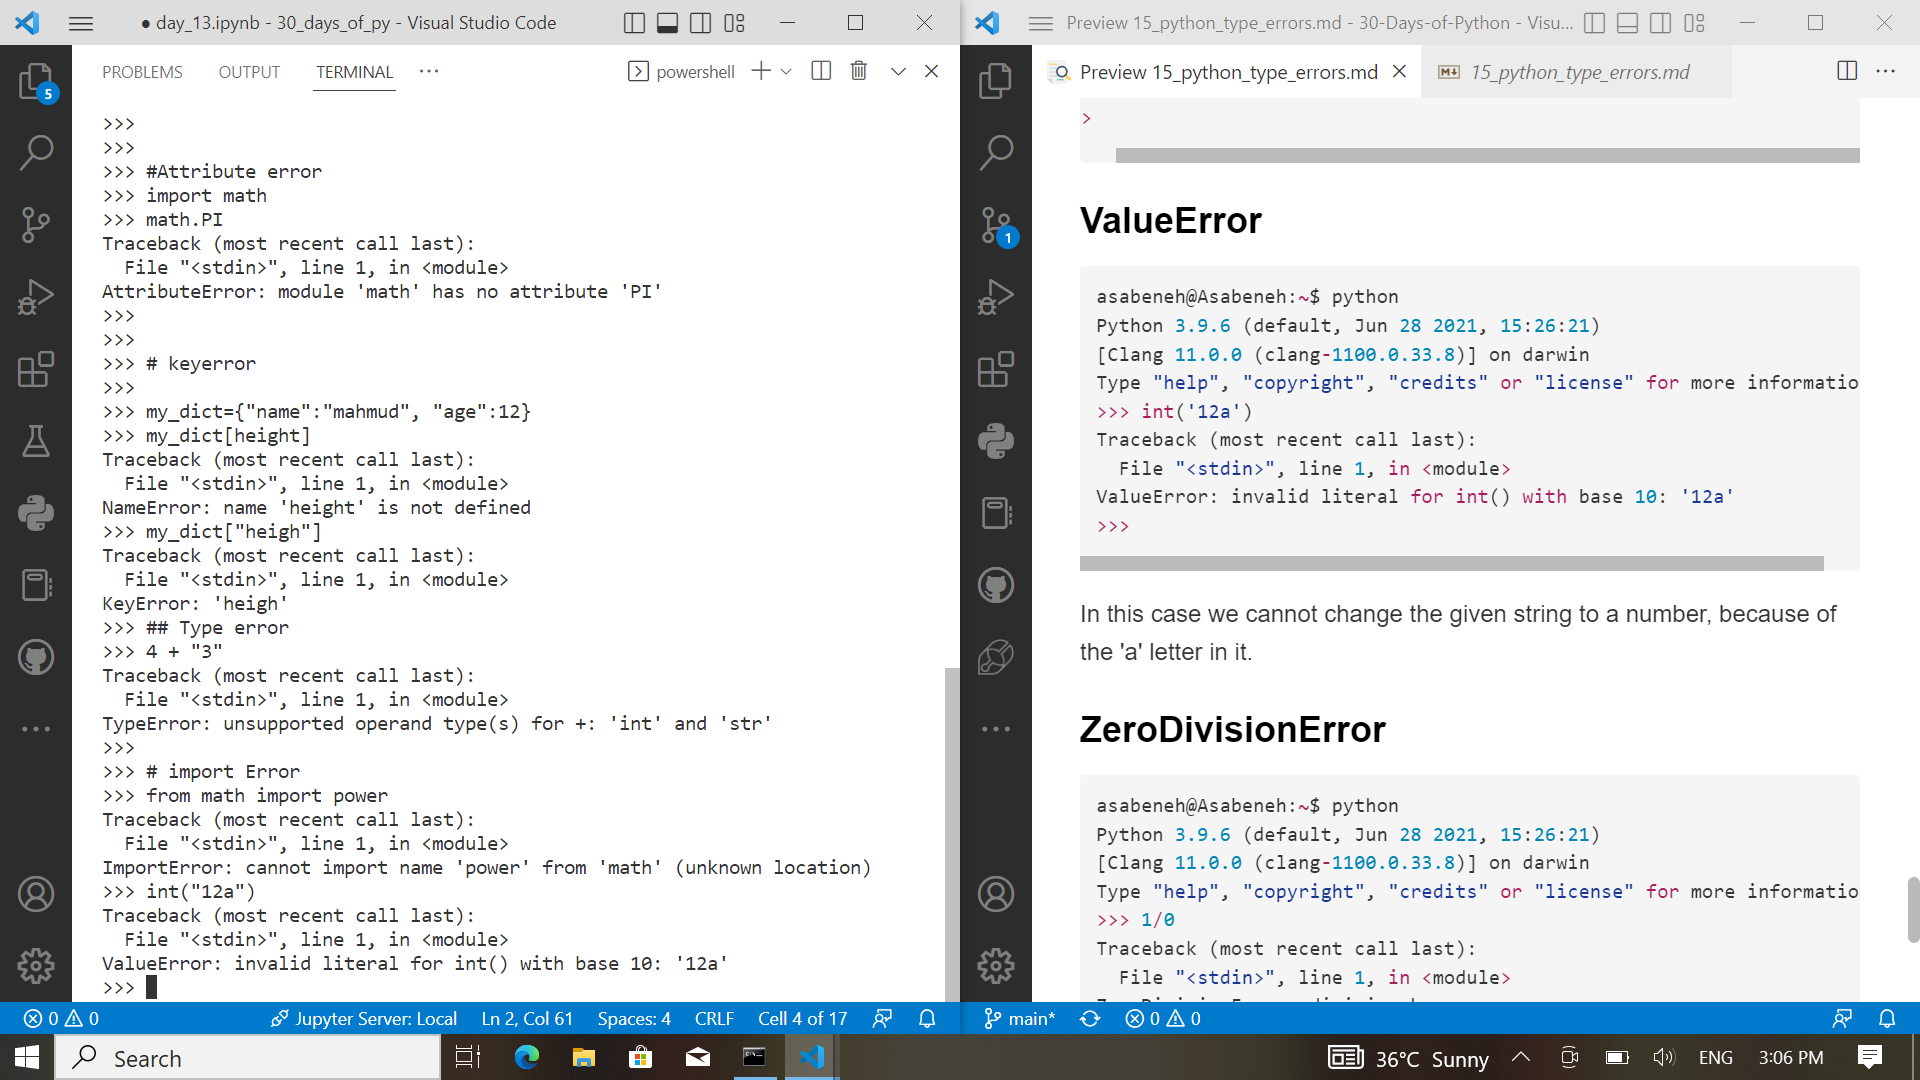 ● day_13.ipynb - 30_days_of_py - Visual Studio Code
PROBLEMS OUTPUT TERMINAL ··· powershell
5
>>>
>>>
>>> #Attribute error
>>> import math
>>> math.PI
Traceback (most recent call last):
  File "<stdin>", line 1, in <module>
AttributeError: module 'math' has no attribute 'PI'
>>>
>>>
>>> # keyerror
>>>
>>> my_dict={"name":"mahmud", "age":12}
>>> my_dict[height]
Traceback (most recent call last):
  File "<stdin>", line 1, in <module>
NameError: name 'height' is not defined
>>> my_dict["heigh"]
Traceback (most recent call last):
  File "<stdin>", line 1, in <module>
KeyError: 'heigh'
>>> ## Type error
>>> 4 + "3"
Traceback (most recent call last):
  File "<stdin>", line 1, in <module>
TypeError: unsupported operand type(s) for +: 'int' and 'str'
>>>
>>> # import Error
>>> from math import power
Traceback (most recent call last):
  File "<stdin>", line 1, in <module>
ImportError: cannot import name 'power' from 'math' (unknown location)
>>> int("12a")
Traceback (most recent call last):
  File "<stdin>", line 1, in <module>
ValueError: invalid literal for int() with base 10: '12a'
>>>
0 0 Jupyter Server: Local Ln 2, Col 61 Spaces: 4 CRLF Cell 4 of 17
Preview 15_python_type_errors.md - 30-Days-of-Python - Visu...
Preview 15_python_type_errors.md 15_python_type_errors.md
1
>
ValueError
asabeneh@Asabeneh:~$ python
Python 3.9.6 (default, Jun 28 2021, 15:26:21)
[Clang 11.0.0 (clang-1100.0.33.8)] on darwin
Type "help", "copyright", "credits" or "license" for more informatio
>>> int('12a')
Traceback (most recent call last):
  File "<stdin>", line 1, in <module>
ValueError: invalid literal for int() with base 10: '12a'
>>>
In this case we cannot change the given string to a number, because of
the 'a' letter in it.
ZeroDivisionError
asabeneh@Asabeneh:~$ python
Python 3.9.6 (default, Jun 28 2021, 15:26:21)
[Clang 11.0.0 (clang-1100.0.33.8)] on darwin
Type "help", "copyright", "credits" or "license" for more informatio
>>> 1/0
Traceback (most recent call last):
  File "<stdin>", line 1, in <module>
main* 0 0
Search 36°C Sunny ENG 3:06 PM